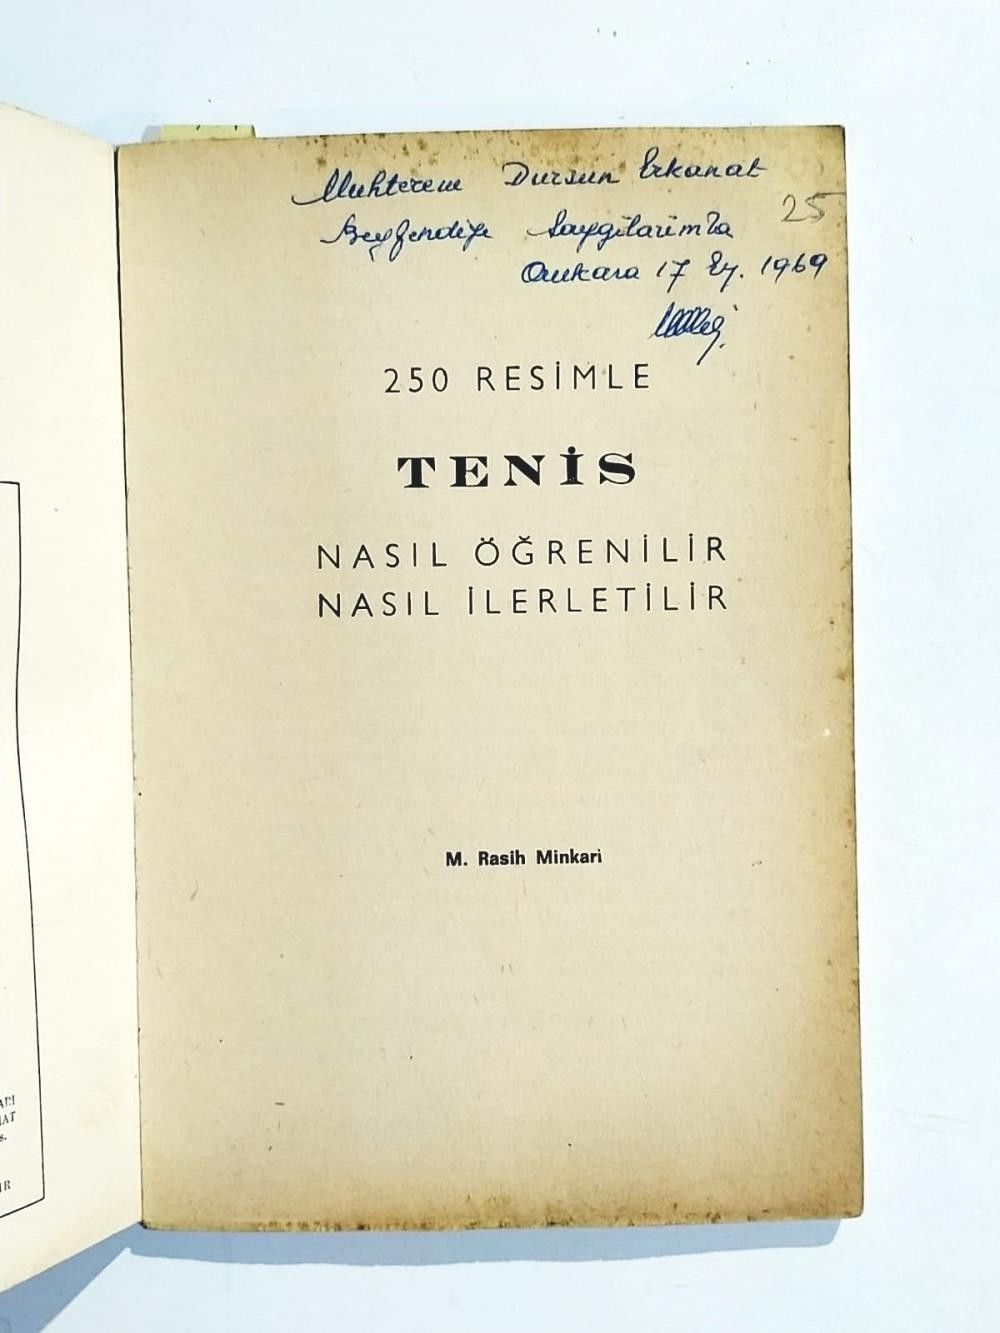 Muhterem Dursun Erkanat
25
Beyfendiye Saygılarımla
Ankara 17 Ey. 1969
250 RESİMLE
TENİS
NASIL ÖĞRENİLİR
NASIL İLERLETİLİR
M. Rasih Minkari